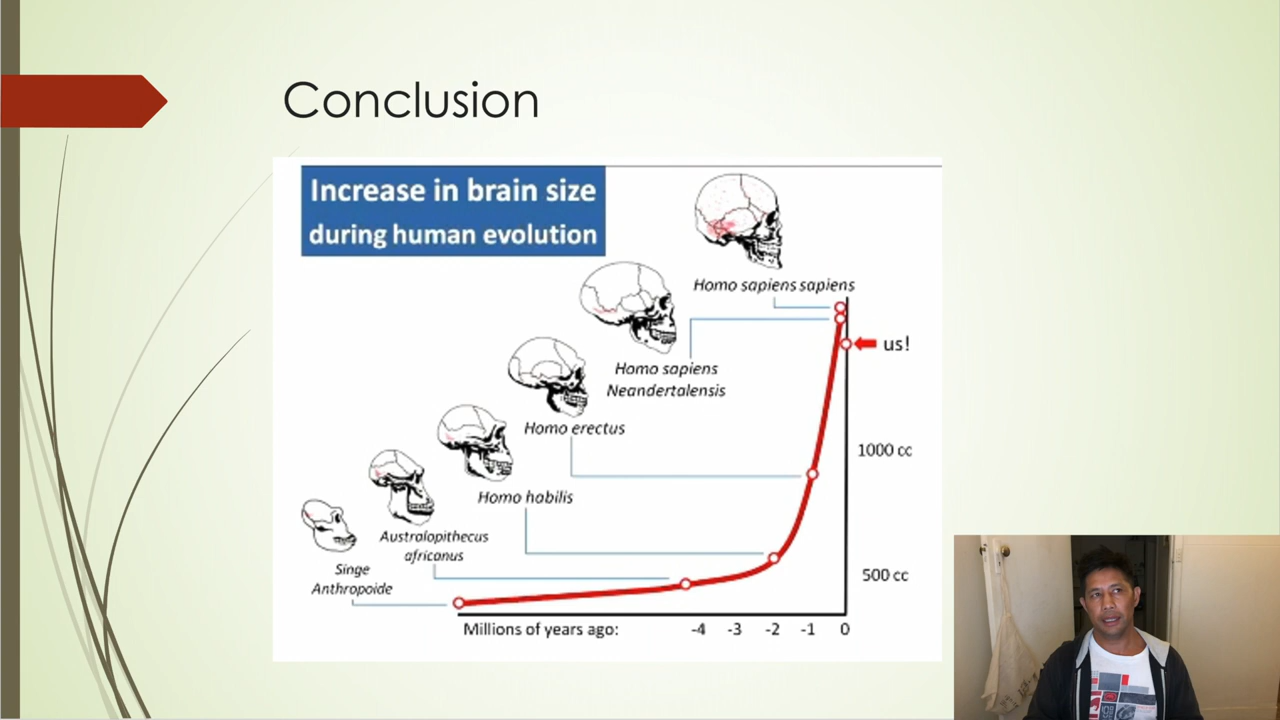 Conclusion
Increase in brain size
during human evolution
Homo sapiens sapiens
us!
Homo sapiens
Neandertalensis
Homo erectus
1000 cc
Homo habilis
Australopithecus
africanus
Singe
Anthropoide
500 cc
Millions of years ago: -4 -3 -2 -1 0